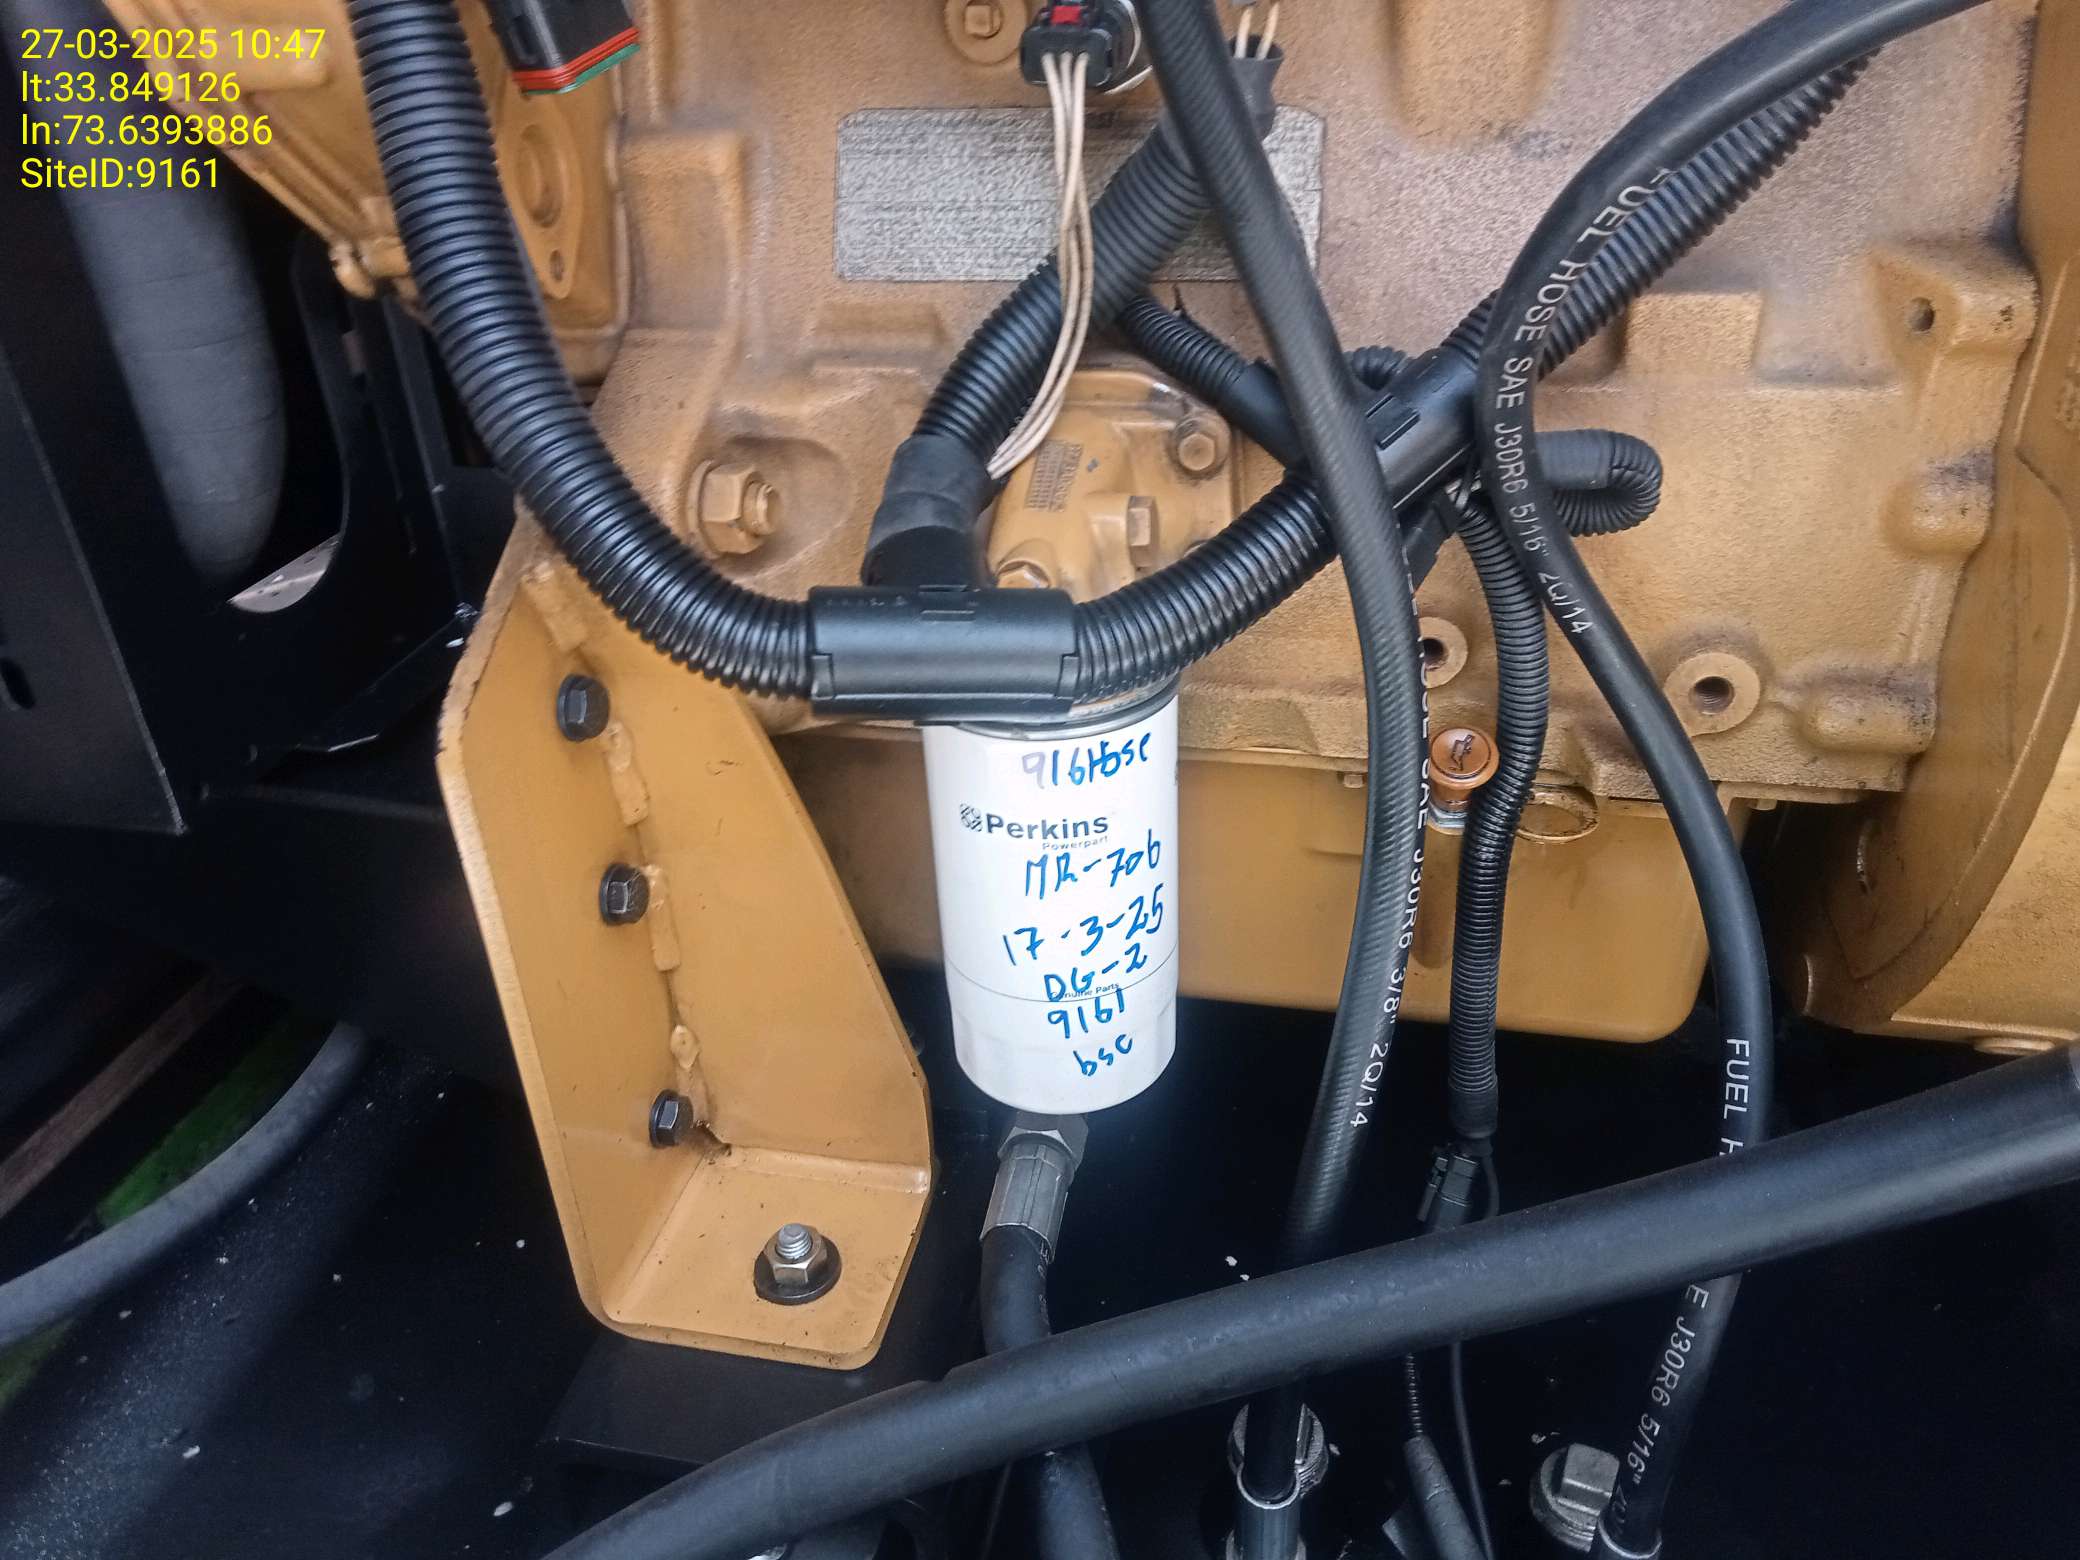 27-03-2025 10:47
lt:33.849126
ln:73.6393886
SiteID:9161
FUEL HOSE SAE J30R6 5/16" 2Q/14
9161bsc
Perkins
Powerpart
MR-706
17-3-25
DG-2
Genuine Parts
9161
bsc
HOSE SAE J30R6 3/8" 2Q/14
FUEL
E J30R6 5/16"